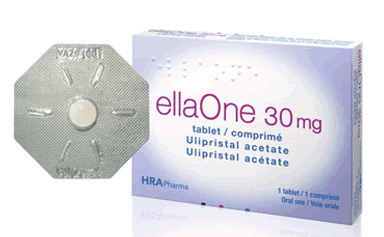 ellaOne 30 mg
tablet / comprimé
Ulipristal acetate
Ulipristal acétate
HRA Pharma
1 tablet / 1 comprimé
Oral use / Voie orale